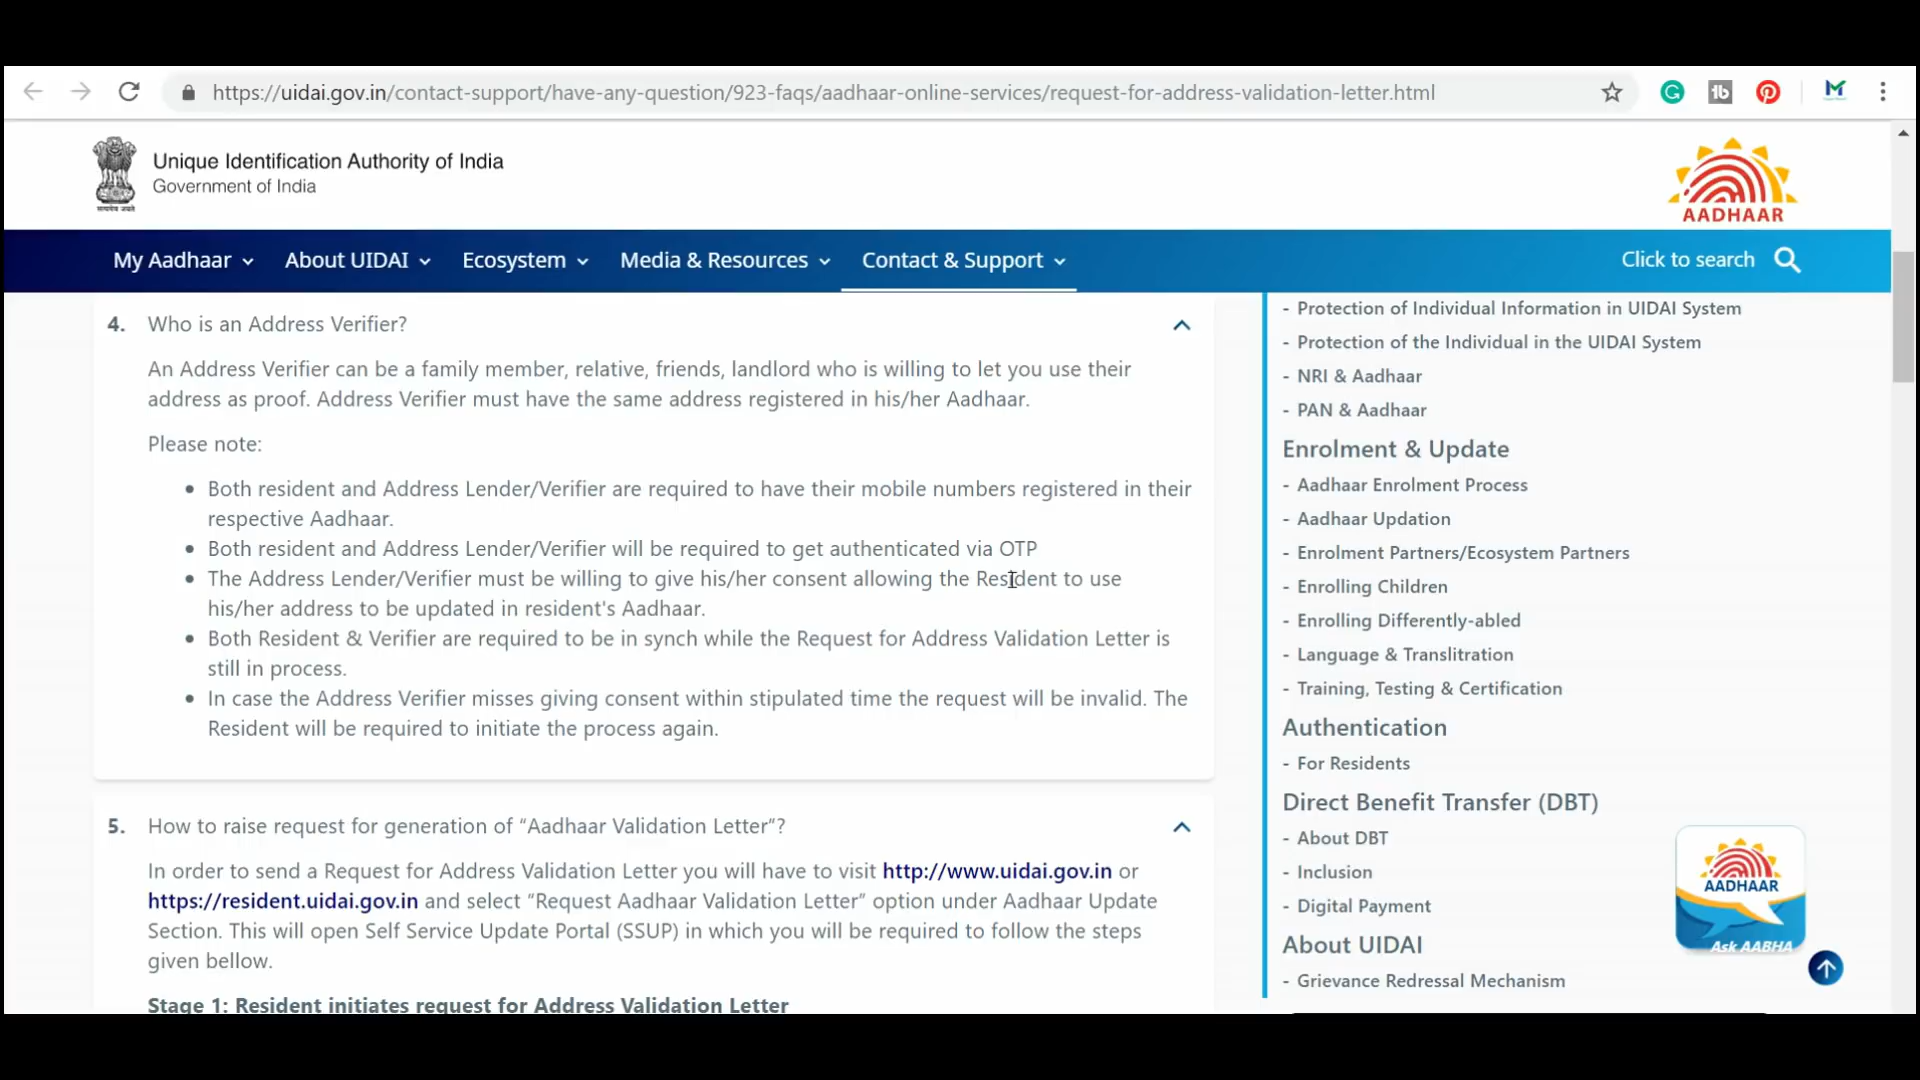 https://uidai.gov.in/contact-support/have-any-question/923-faqs/aadhaar-online-services/request-for-address-validation-letter.html
Unique Identification Authority of India
Government of India
AADHAAR
My Aadhaar
About UIDAI
Ecosystem
Media & Resources
Contact & Support
Click to search
4. Who is an Address Verifier?
An Address Verifier can be a family member, relative, friends, landlord who is willing to let you use their
address as proof. Address Verifier must have the same address registered in his/her Aadhaar.
Please note:
• Both resident and Address Lender/Verifier are required to have their mobile numbers registered in their
respective Aadhaar.
• Both resident and Address Lender/Verifier will be required to get authenticated via OTP
• The Address Lender/Verifier must be willing to give his/her consent allowing the Resident to use
his/her address to be updated in resident's Aadhaar.
• Both Resident & Verifier are required to be in synch while the Request for Address Validation Letter is
still in process.
• In case the Address Verifier misses giving consent within stipulated time the request will be invalid. The
Resident will be required to initiate the process again.
5. How to raise request for generation of “Aadhaar Validation Letter”?
In order to send a Request for Address Validation Letter you will have to visit http://www.uidai.gov.in or
https://resident.uidai.gov.in and select “Request Aadhaar Validation Letter” option under Aadhaar Update
Section. This will open Self Service Update Portal (SSUP) in which you will be required to follow the steps
given bellow.
Stage 1: Resident initiates request for Address Validation Letter
- Protection of Individual Information in UIDAI System
- Protection of the Individual in the UIDAI System
- NRI & Aadhaar
- PAN & Aadhaar
Enrolment & Update
- Aadhaar Enrolment Process
- Aadhaar Updation
- Enrolment Partners/Ecosystem Partners
- Enrolling Children
- Enrolling Differently-abled
- Language & Translitration
- Training, Testing & Certification
Authentication
- For Residents
Direct Benefit Transfer (DBT)
- About DBT
- Inclusion
- Digital Payment
About UIDAI
- Grievance Redressal Mechanism
AADHAAR
Ask AABHA